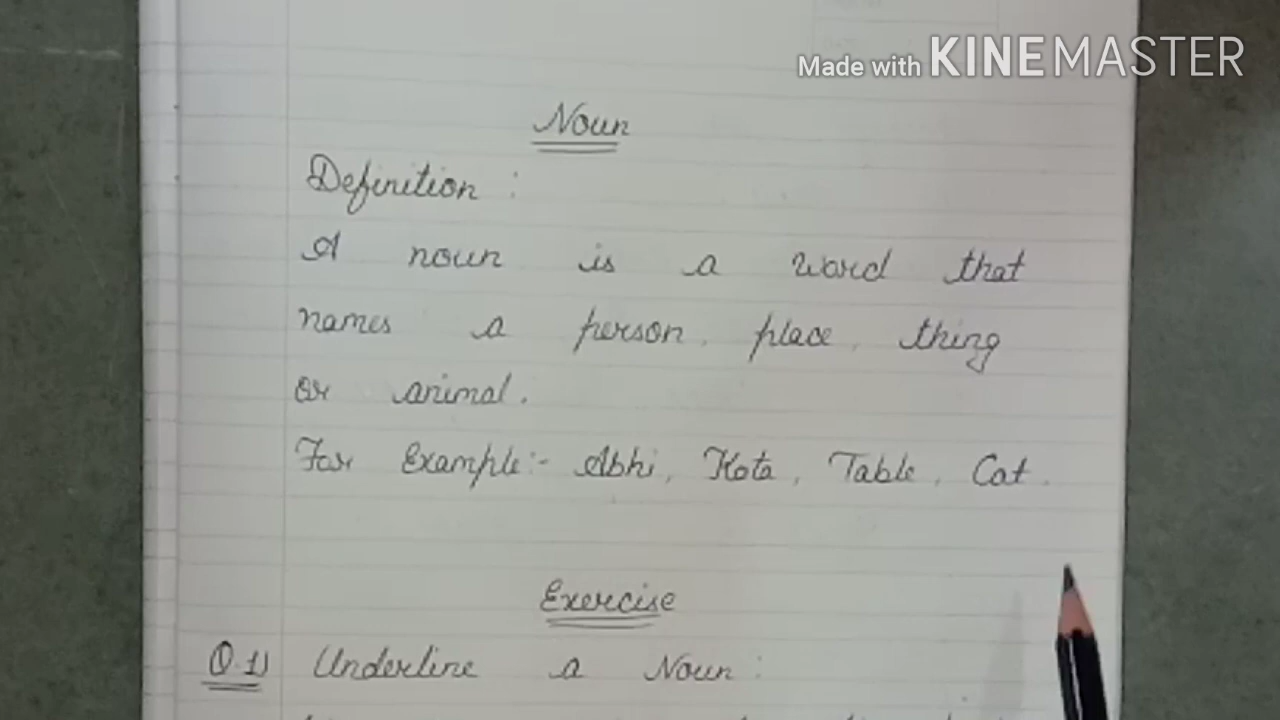 Made with KINEMASTER
Noun
Definition :
A noun is a word that
names a person, place, thing
or animal.
For Example:- Abhi, Kota, Table, Cat.
Exercise
Q.1) Underline a Noun :